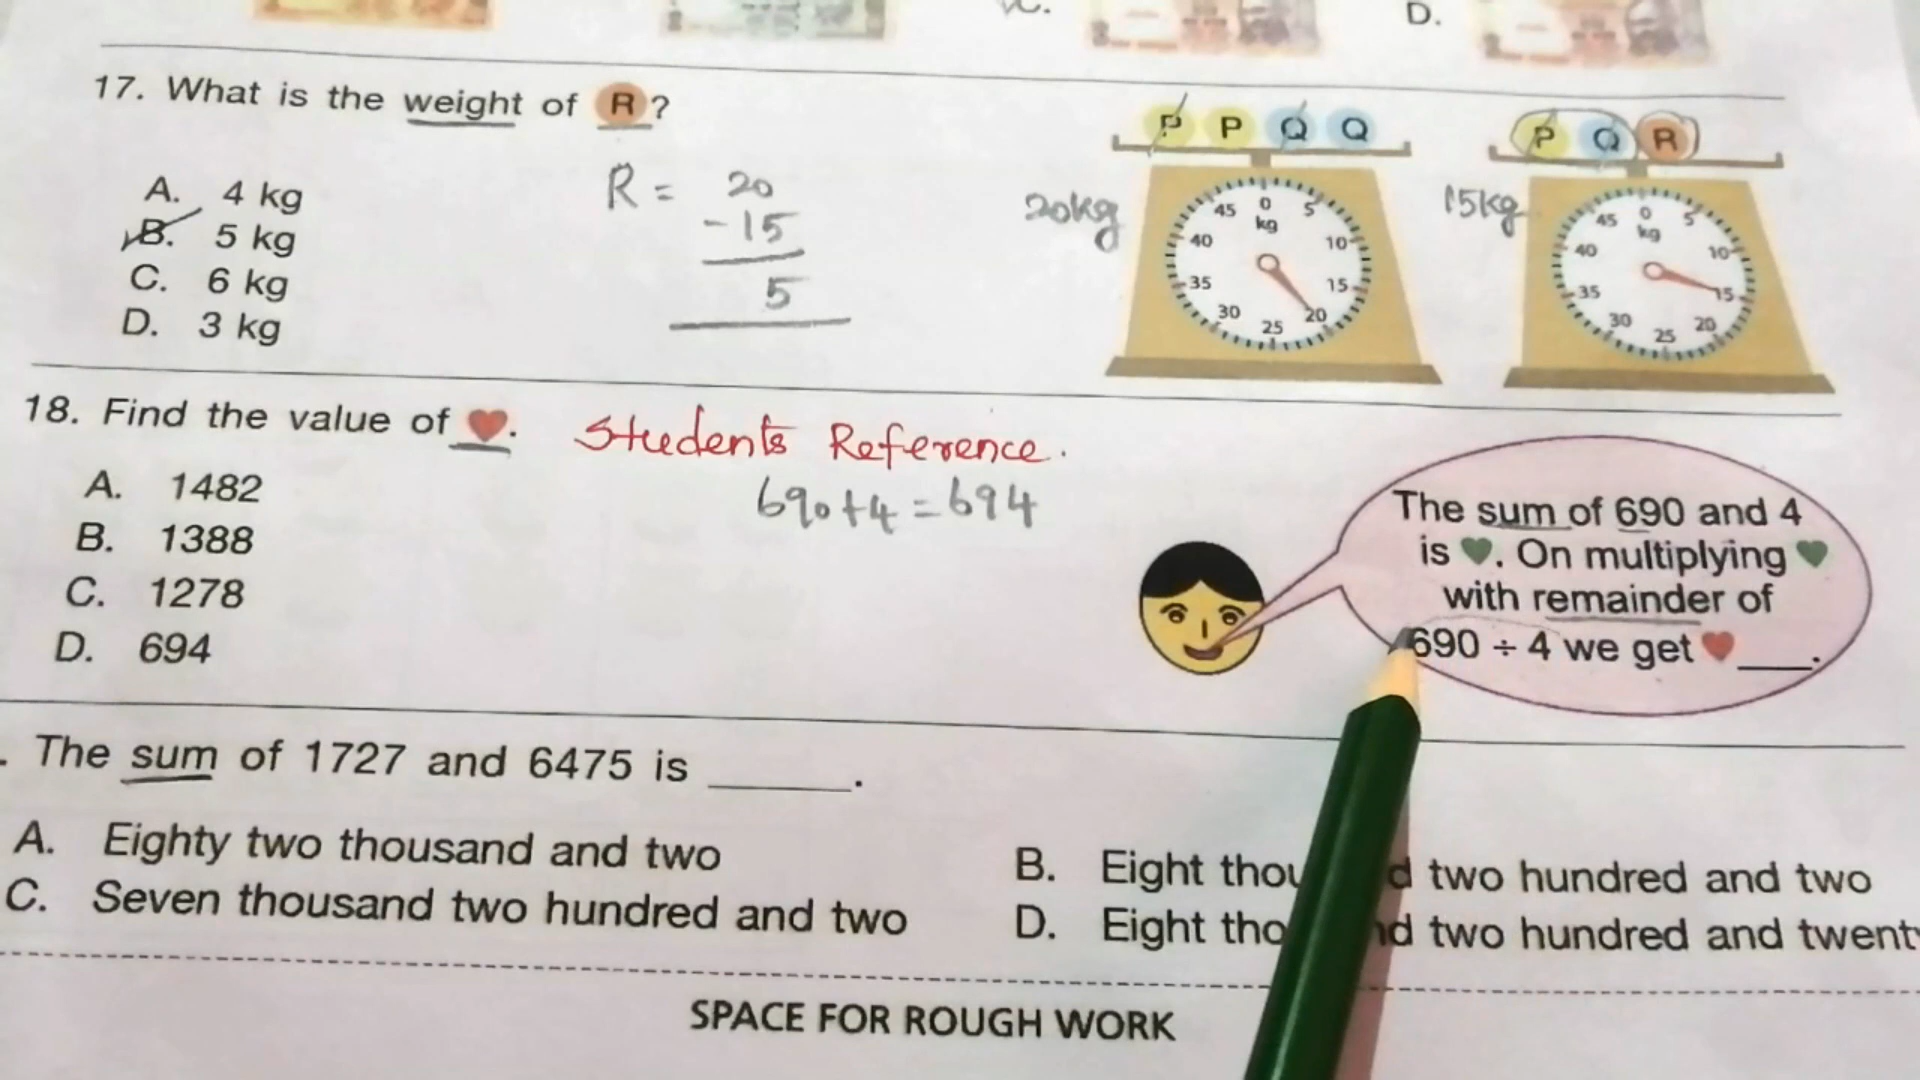 D.
17. What is the weight of R?
A. 4 kg
B. 5 kg
C. 6 kg
D. 3 kg
R = 20
-15
5
P P Q Q
20kg
0 kg 5 10 15 20 25 30 35 40 45
P Q R
15kg
0 kg 5 10 15 20 25 30 35 40 45
18. Find the value of ♥.
Students Reference.
690+4=694
A. 1482
B. 1388
C. 1278
D. 694
The sum of 690 and 4
is ♥. On multiplying ♥
with remainder of
690 ÷ 4 we get ♥____.
. The sum of 1727 and 6475 is ______.
A. Eighty two thousand and two
B. Eight thou d two hundred and two
C. Seven thousand two hundred and two
D. Eight tho nd two hundred and twent
SPACE FOR ROUGH WORK